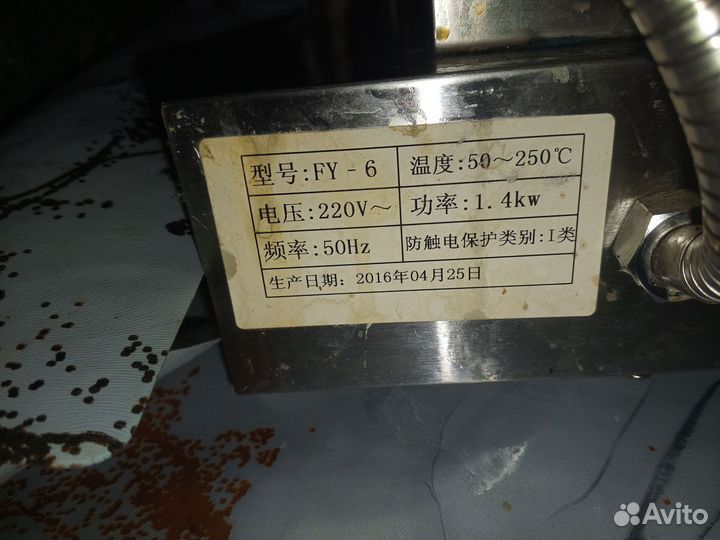 型号:FY-6 温度:50～250℃
电压:220V～ 功率:1.4kw
频率:50Hz 防触电保护类别:I类
生产日期: 2016年04月25日
Avito